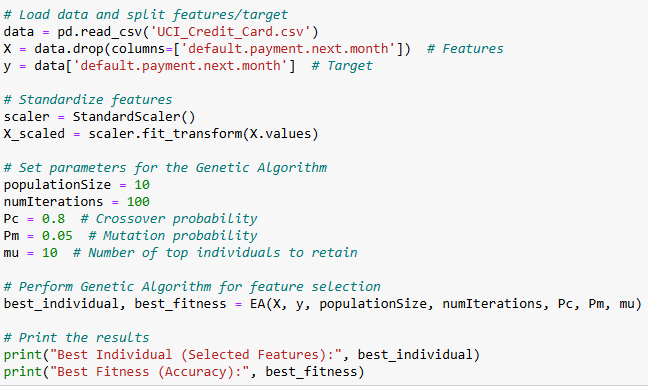 # Load data and split features/target
data = pd.read_csv('UCI_Credit_Card.csv')
X = data.drop(columns=['default.payment.next.month'])  # Features
y = data['default.payment.next.month']  # Target

# Standardize features
scaler = StandardScaler()
X_scaled = scaler.fit_transform(X.values)

# Set parameters for the Genetic Algorithm
populationSize = 10
numIterations = 100
Pc = 0.8  # Crossover probability
Pm = 0.05  # Mutation probability
mu = 10  # Number of top individuals to retain

# Perform Genetic Algorithm for feature selection
best_individual, best_fitness = EA(X, y, populationSize, numIterations, Pc, Pm, mu)

# Print the results
print("Best Individual (Selected Features):", best_individual)
print("Best Fitness (Accuracy):", best_fitness)